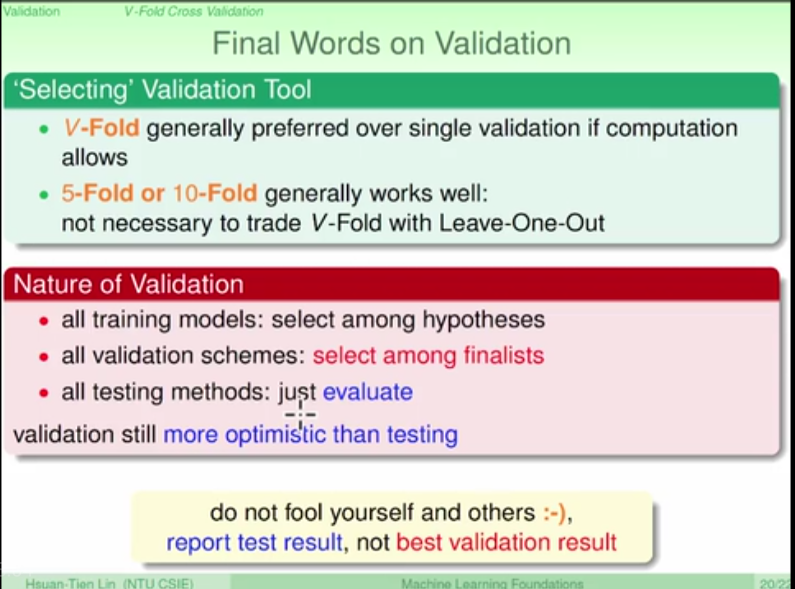 Validation V-Fold Cross Validation
Final Words on Validation
‘Selecting’ Validation Tool
• V-Fold generally preferred over single validation if computation
allows
• 5-Fold or 10-Fold generally works well:
not necessary to trade V-Fold with Leave-One-Out
Nature of Validation
• all training models: select among hypotheses
• all validation schemes: select among finalists
• all testing methods: just evaluate
validation still more optimistic than testing
do not fool yourself and others :-),
report test result, not best validation result
Hsuan-Tien Lin (NTU CSIE) Machine Learning Foundations 20/22